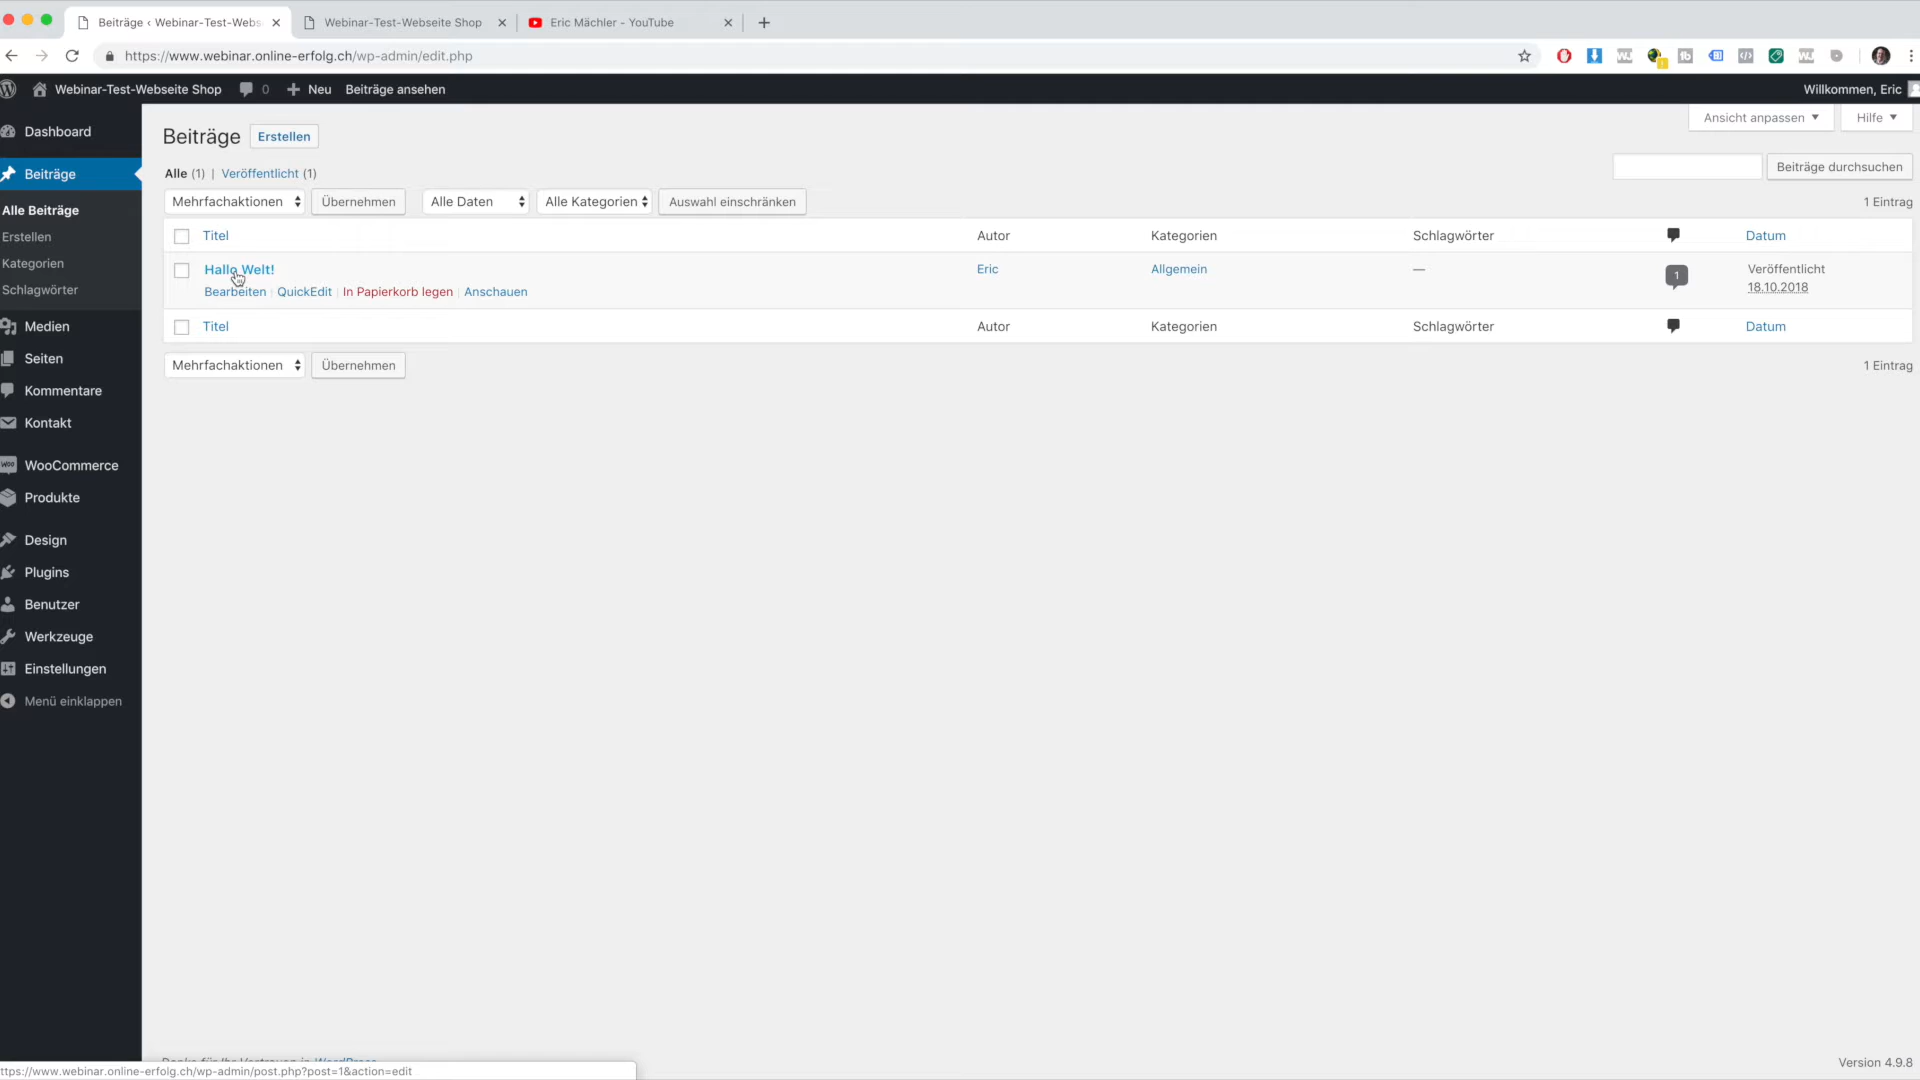 Beiträge ‹ Webinar-Test-Webs
Webinar-Test-Webseite Shop
Eric Mächler - YouTube
https://www.webinar.online-erfolg.ch/wp-admin/edit.php
Webinar-Test-Webseite Shop 0 Neu Beiträge ansehen Willkommen, Eric
Ansicht anpassen Hilfe
Dashboard
Beiträge
Alle Beiträge
Erstellen
Kategorien
Schlagwörter
Medien
Seiten
Kommentare
Kontakt
WooCommerce
Produkte
Design
Plugins
Benutzer
Werkzeuge
Einstellungen
Menü einklappen
Beiträge Erstellen
Alle (1) | Veröffentlicht (1)
Beiträge durchsuchen
Mehrfachaktionen Übernehmen Alle Daten Alle Kategorien Auswahl einschränken 1 Eintrag
Titel Autor Kategorien Schlagwörter Datum
Hallo Welt! Eric Allgemein — 1 Veröffentlicht
18.10.2018
Bearbeiten | QuickEdit | In Papierkorb legen | Anschauen
Titel Autor Kategorien Schlagwörter Datum
Mehrfachaktionen Übernehmen 1 Eintrag
Version 4.9.8
ttps://www.webinar.online-erfolg.ch/wp-admin/post.php?post=1&action=edit